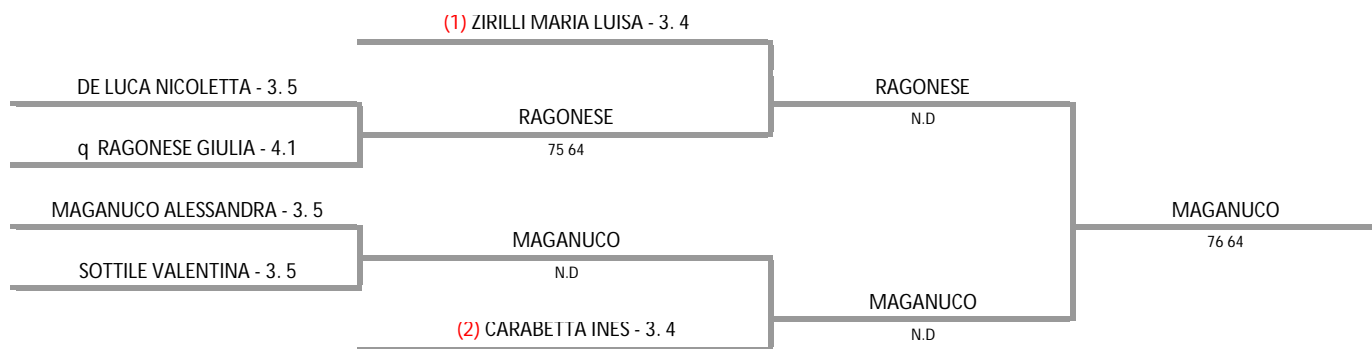 (1) ZIRILLI MARIA LUISA - 3. 4
DE LUCA NICOLETTA - 3. 5
RAGONESE
N.D
RAGONESE
75 64
q RAGONESE GIULIA - 4.1
MAGANUCO ALESSANDRA - 3. 5
MAGANUCO
76 64
MAGANUCO
N.D
SOTTILE VALENTINA - 3. 5
MAGANUCO
N.D
(2) CARABETTA INES - 3. 4